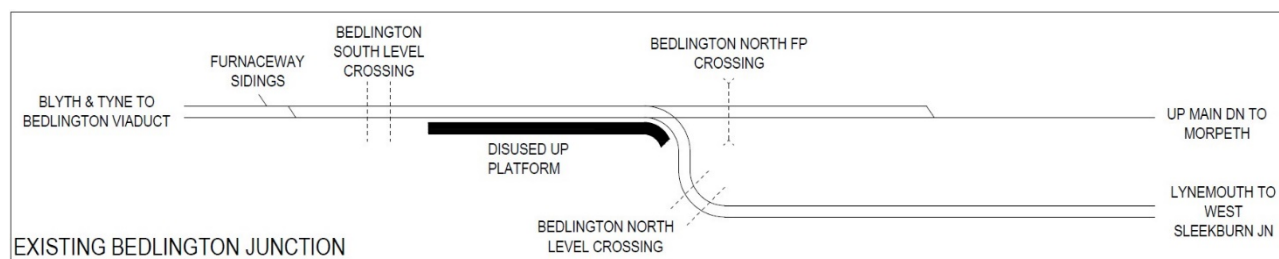 BEDLINGTON
SOUTH LEVEL
CROSSING
BEDLINGTON NORTH FP
CROSSING
FURNACEWAY
SIDINGS
BLYTH & TYNE TO
BEDLINGTON VIADUCT
UP MAIN DN TO
MORPETH
DISUSED UP
PLATFORM
LYNEMOUTH TO
WEST
SLEEKBURN JN
BEDLINGTON NORTH
LEVEL CROSSING
EXISTING BEDLINGTON JUNCTION